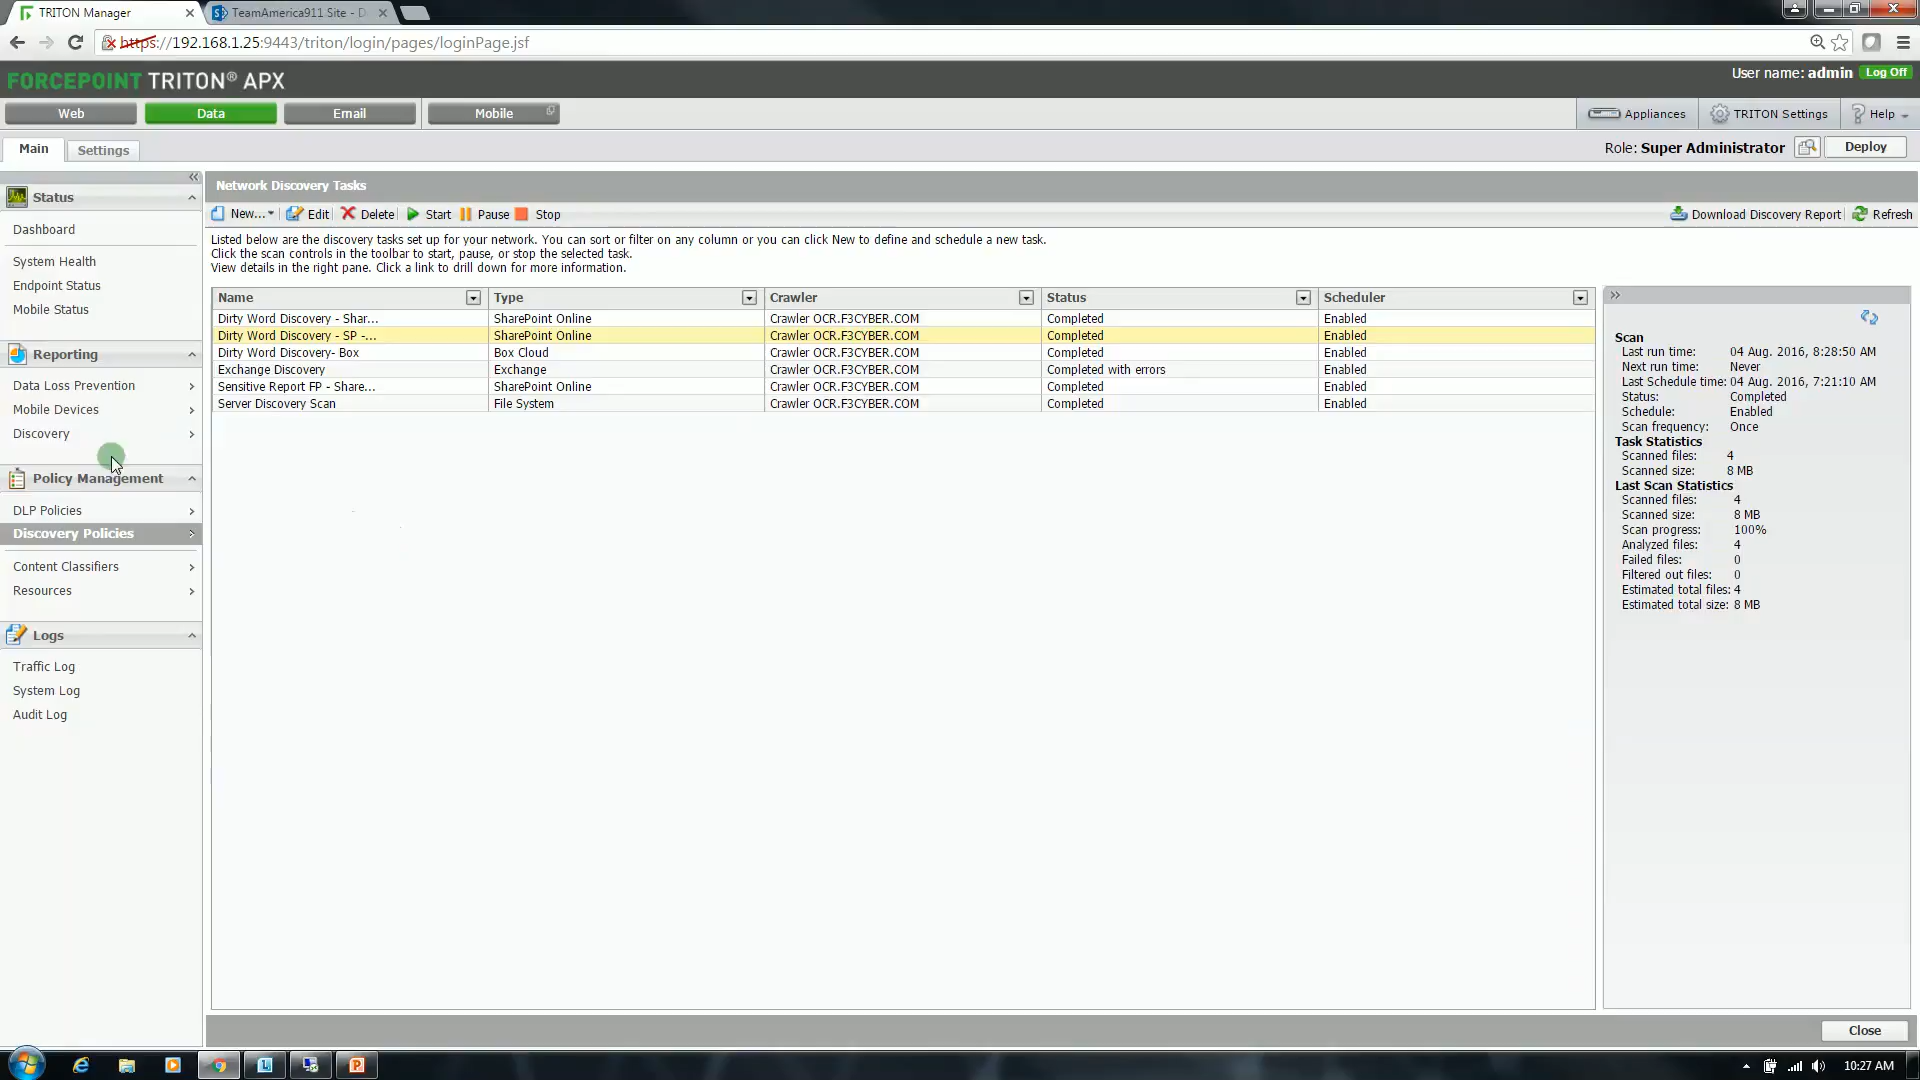 TRITON Manager
TeamAmerica911.Site - D
https://192.168.1.25:9443/triton/login/pages/loginPage.jsf
FORCEPOINT TRITON® APX
User name: admin Log Off
Web Data Email Mobile
Appliances TRITON Settings Help
Main Settings
Role: Super Administrator Deploy
Status
Dashboard
System Health
Endpoint Status
Mobile Status
Reporting
Data Loss Prevention
Mobile Devices
Discovery
Policy Management
DLP Policies
Discovery Policies
Content Classifiers
Resources
Logs
Traffic Log
System Log
Audit Log
Network Discovery Tasks
New... Edit Delete Start Pause Stop
Download Discovery Report Refresh
Listed below are the discovery tasks set up for your network. You can sort or filter on any column or you can click New to define and schedule a new task.
Click the scan controls in the toolbar to start, pause, or stop the selected task.
View details in the right pane. Click a link to drill down for more information.
Name Type Crawler Status Scheduler
Dirty Word Discovery - Shar... SharePoint Online Crawler OCR.F3CYBER.COM Completed Enabled
Dirty Word Discovery - SP -... SharePoint Online Crawler OCR.F3CYBER.COM Completed Enabled
Dirty Word Discovery- Box Box Cloud Crawler OCR.F3CYBER.COM Completed Enabled
Exchange Discovery Exchange Crawler OCR.F3CYBER.COM Completed with errors Enabled
Sensitive Report FP - Share... SharePoint Online Crawler OCR.F3CYBER.COM Completed Enabled
Server Discovery Scan File System Crawler OCR.F3CYBER.COM Completed Enabled
Scan
Last run time: 04 Aug. 2016, 8:28:50 AM
Next run time: Never
Last Schedule time: 04 Aug. 2016, 7:21:10 AM
Status: Completed
Schedule: Enabled
Scan frequency: Once
Task Statistics
Scanned files: 4
Scanned size: 8 MB
Last Scan Statistics
Scanned files: 4
Scanned size: 8 MB
Scan progress: 100%
Analyzed files: 4
Failed files: 0
Filtered out files: 0
Estimated total files: 4
Estimated total size: 8 MB
Close
10:27 AM